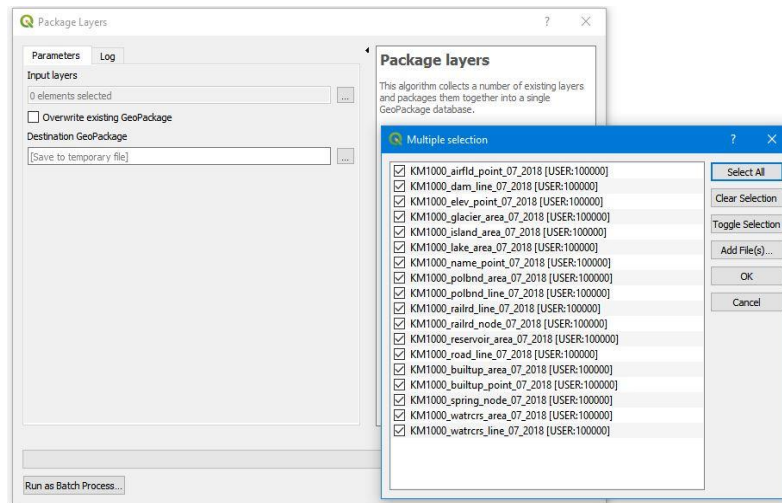 Package Layers
Parameters
Log
Input layers
0 elements selected
...
Overwrite existing GeoPackage
Destination GeoPackage
[Save to temporary file]
...
Run as Batch Process...
Package layers
This algorithm collects a number of existing layers
and packages them together into a single
GeoPackage database.
Multiple selection
KM1000_airfld_point_07_2018 [USER:100000]
KM1000_dam_line_07_2018 [USER:100000]
KM1000_elev_point_07_2018 [USER:100000]
KM1000_glacier_area_07_2018 [USER:100000]
KM1000_island_area_07_2018 [USER:100000]
KM1000_lake_area_07_2018 [USER:100000]
KM1000_name_point_07_2018 [USER:100000]
KM1000_polbnd_area_07_2018 [USER:100000]
KM1000_polbnd_line_07_2018 [USER:100000]
KM1000_railrd_line_07_2018 [USER:100000]
KM1000_railrd_node_07_2018 [USER:100000]
KM1000_reservoir_area_07_2018 [USER:100000]
KM1000_road_line_07_2018 [USER:100000]
KM1000_builtup_area_07_2018 [USER:100000]
KM1000_builtup_point_07_2018 [USER:100000]
KM1000_spring_node_07_2018 [USER:100000]
KM1000_watrcrs_area_07_2018 [USER:100000]
KM1000_watrcrs_line_07_2018 [USER:100000]
Select All
Clear Selection
Toggle Selection
Add File(s)...
OK
Cancel